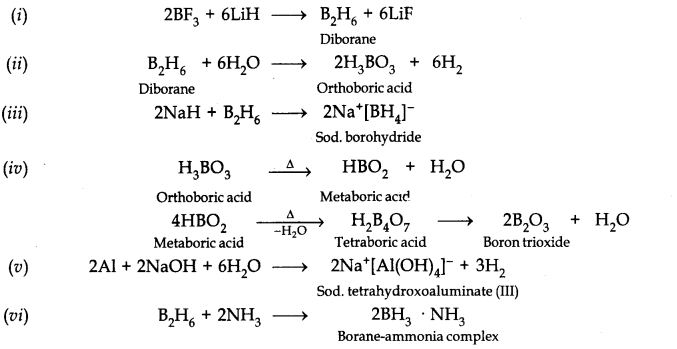 (i) 2BF₃ + 6LiH ⟶ B₂H₆ + 6LiF
Diborane
(ii) B₂H₆ + 6H₂O ⟶ 2H₃BO₃ + 6H₂
Diborane Orthoboric acid
(iii) 2NaH + B₂H₆ ⟶ 2Na⁺[BH₄]⁻
Sod. borohydride
(iv) H₃BO₃ —Δ→ HBO₂ + H₂O
Orthoboric acid Metaboric acid
4HBO₂ —Δ/−H₂O→ H₂B₄O₇ ⟶ 2B₂O₃ + H₂O
Metaboric acid Tetraboric acid Boron trioxide
(v) 2Al + 2NaOH + 6H₂O ⟶ 2Na⁺[Al(OH)₄]⁻ + 3H₂
Sod. tetrahydroxoaluminate (III)
(vi) B₂H₆ + 2NH₃ ⟶ 2BH₃ · NH₃
Borane-ammonia complex